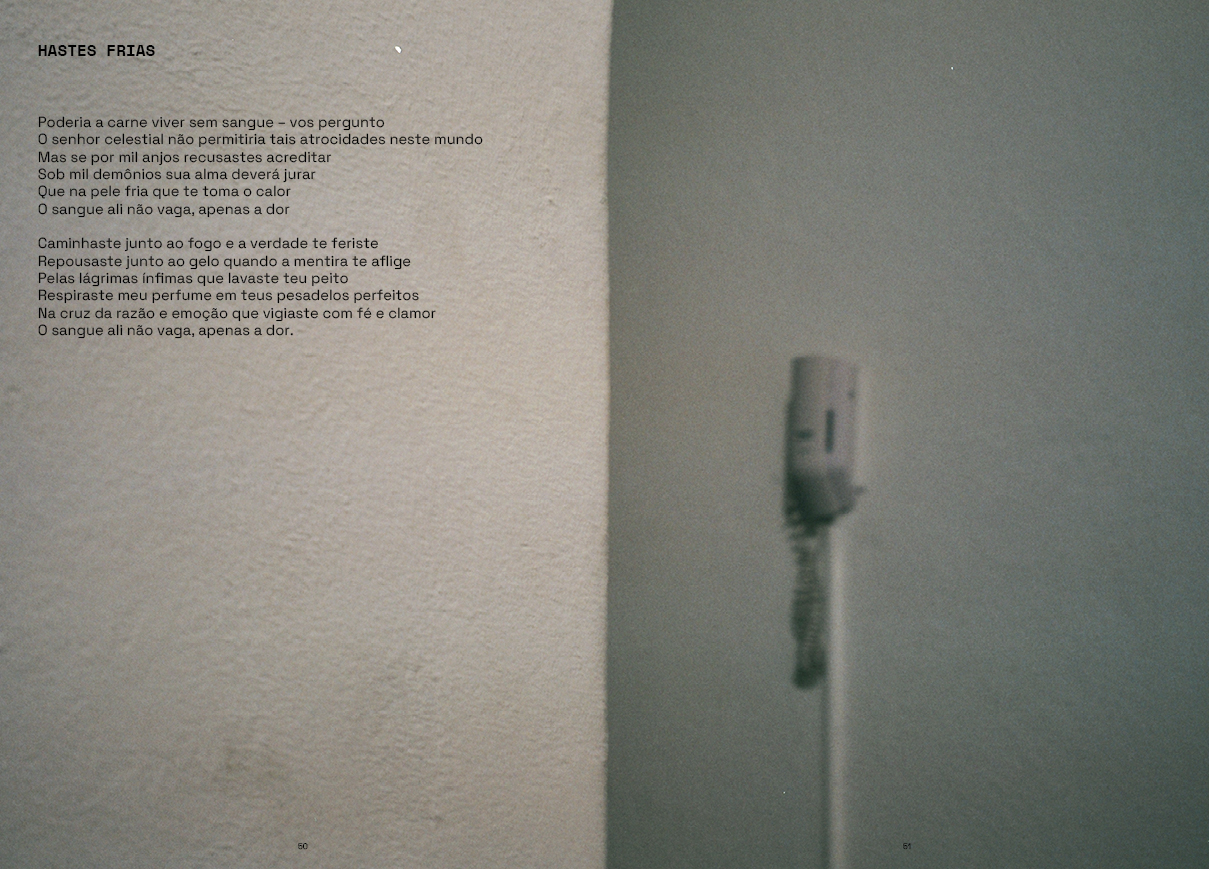 HASTES FRIAS
Poderia a carne viver sem sangue – vos pergunto
O senhor celestial não permitiria tais atrocidades neste mundo
Mas se por mil anjos recusastes acreditar
Sob mil demônios sua alma deverá jurar
Que na pele fria que te toma o calor
O sangue ali não vaga, apenas a dor
Caminhaste junto ao fogo e a verdade te feriste
Repousaste junto ao gelo quando a mentira te aflige
Pelas lágrimas ínfimas que lavaste teu peito
Respiraste meu perfume em teus pesadelos perfeitos
Na cruz da razão e emoção que vigiaste com fé e clamor
O sangue ali não vaga, apenas a dor.
50
51